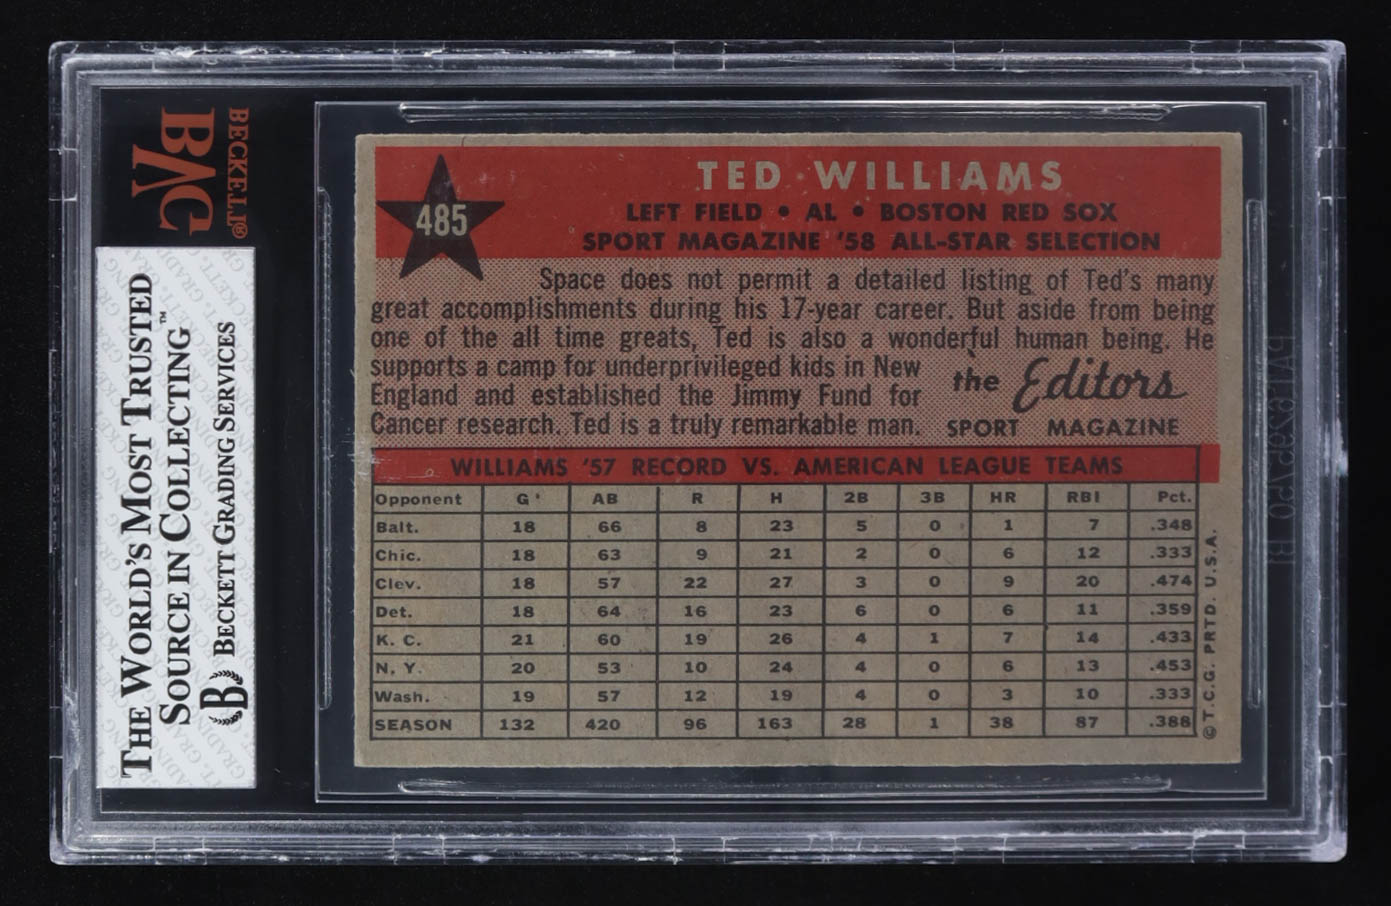 BECKETT®
BVG
THE WORLD'S MOST TRUSTED
SOURCE IN COLLECTING™
BECKETT GRADING SERVICES
485
TED WILLIAMS
LEFT FIELD • AL • BOSTON RED SOX
SPORT MAGAZINE '58 ALL-STAR SELECTION
Space does not permit a detailed listing of Ted's many
great accomplishments during his 17-year career. But aside from being
one of the all time greats, Ted is also a wonderful human being. He
supports a camp for underprivileged kids in New
England and established the Jimmy Fund for
Cancer research. Ted is a truly remarkable man.
the Editors
SPORT MAGAZINE
WILLIAMS '57 RECORD VS. AMERICAN LEAGUE TEAMS
Opponent G AB R H 2B 3B HR RBI Pct.
Balt. 18 66 8 23 5 0 1 7 .348
Chic. 18 63 9 21 2 0 6 12 .333
Clev. 18 57 22 27 3 0 9 20 .474
Det. 18 64 16 23 6 0 6 11 .359
K. C. 21 60 19 26 4 1 7 14 .433
N. Y. 20 53 10 24 4 0 6 13 .453
Wash. 19 57 12 19 4 0 3 10 .333
SEASON 132 420 96 163 28 1 38 87 .388
©T.C.G. PRTD. U.S.A.